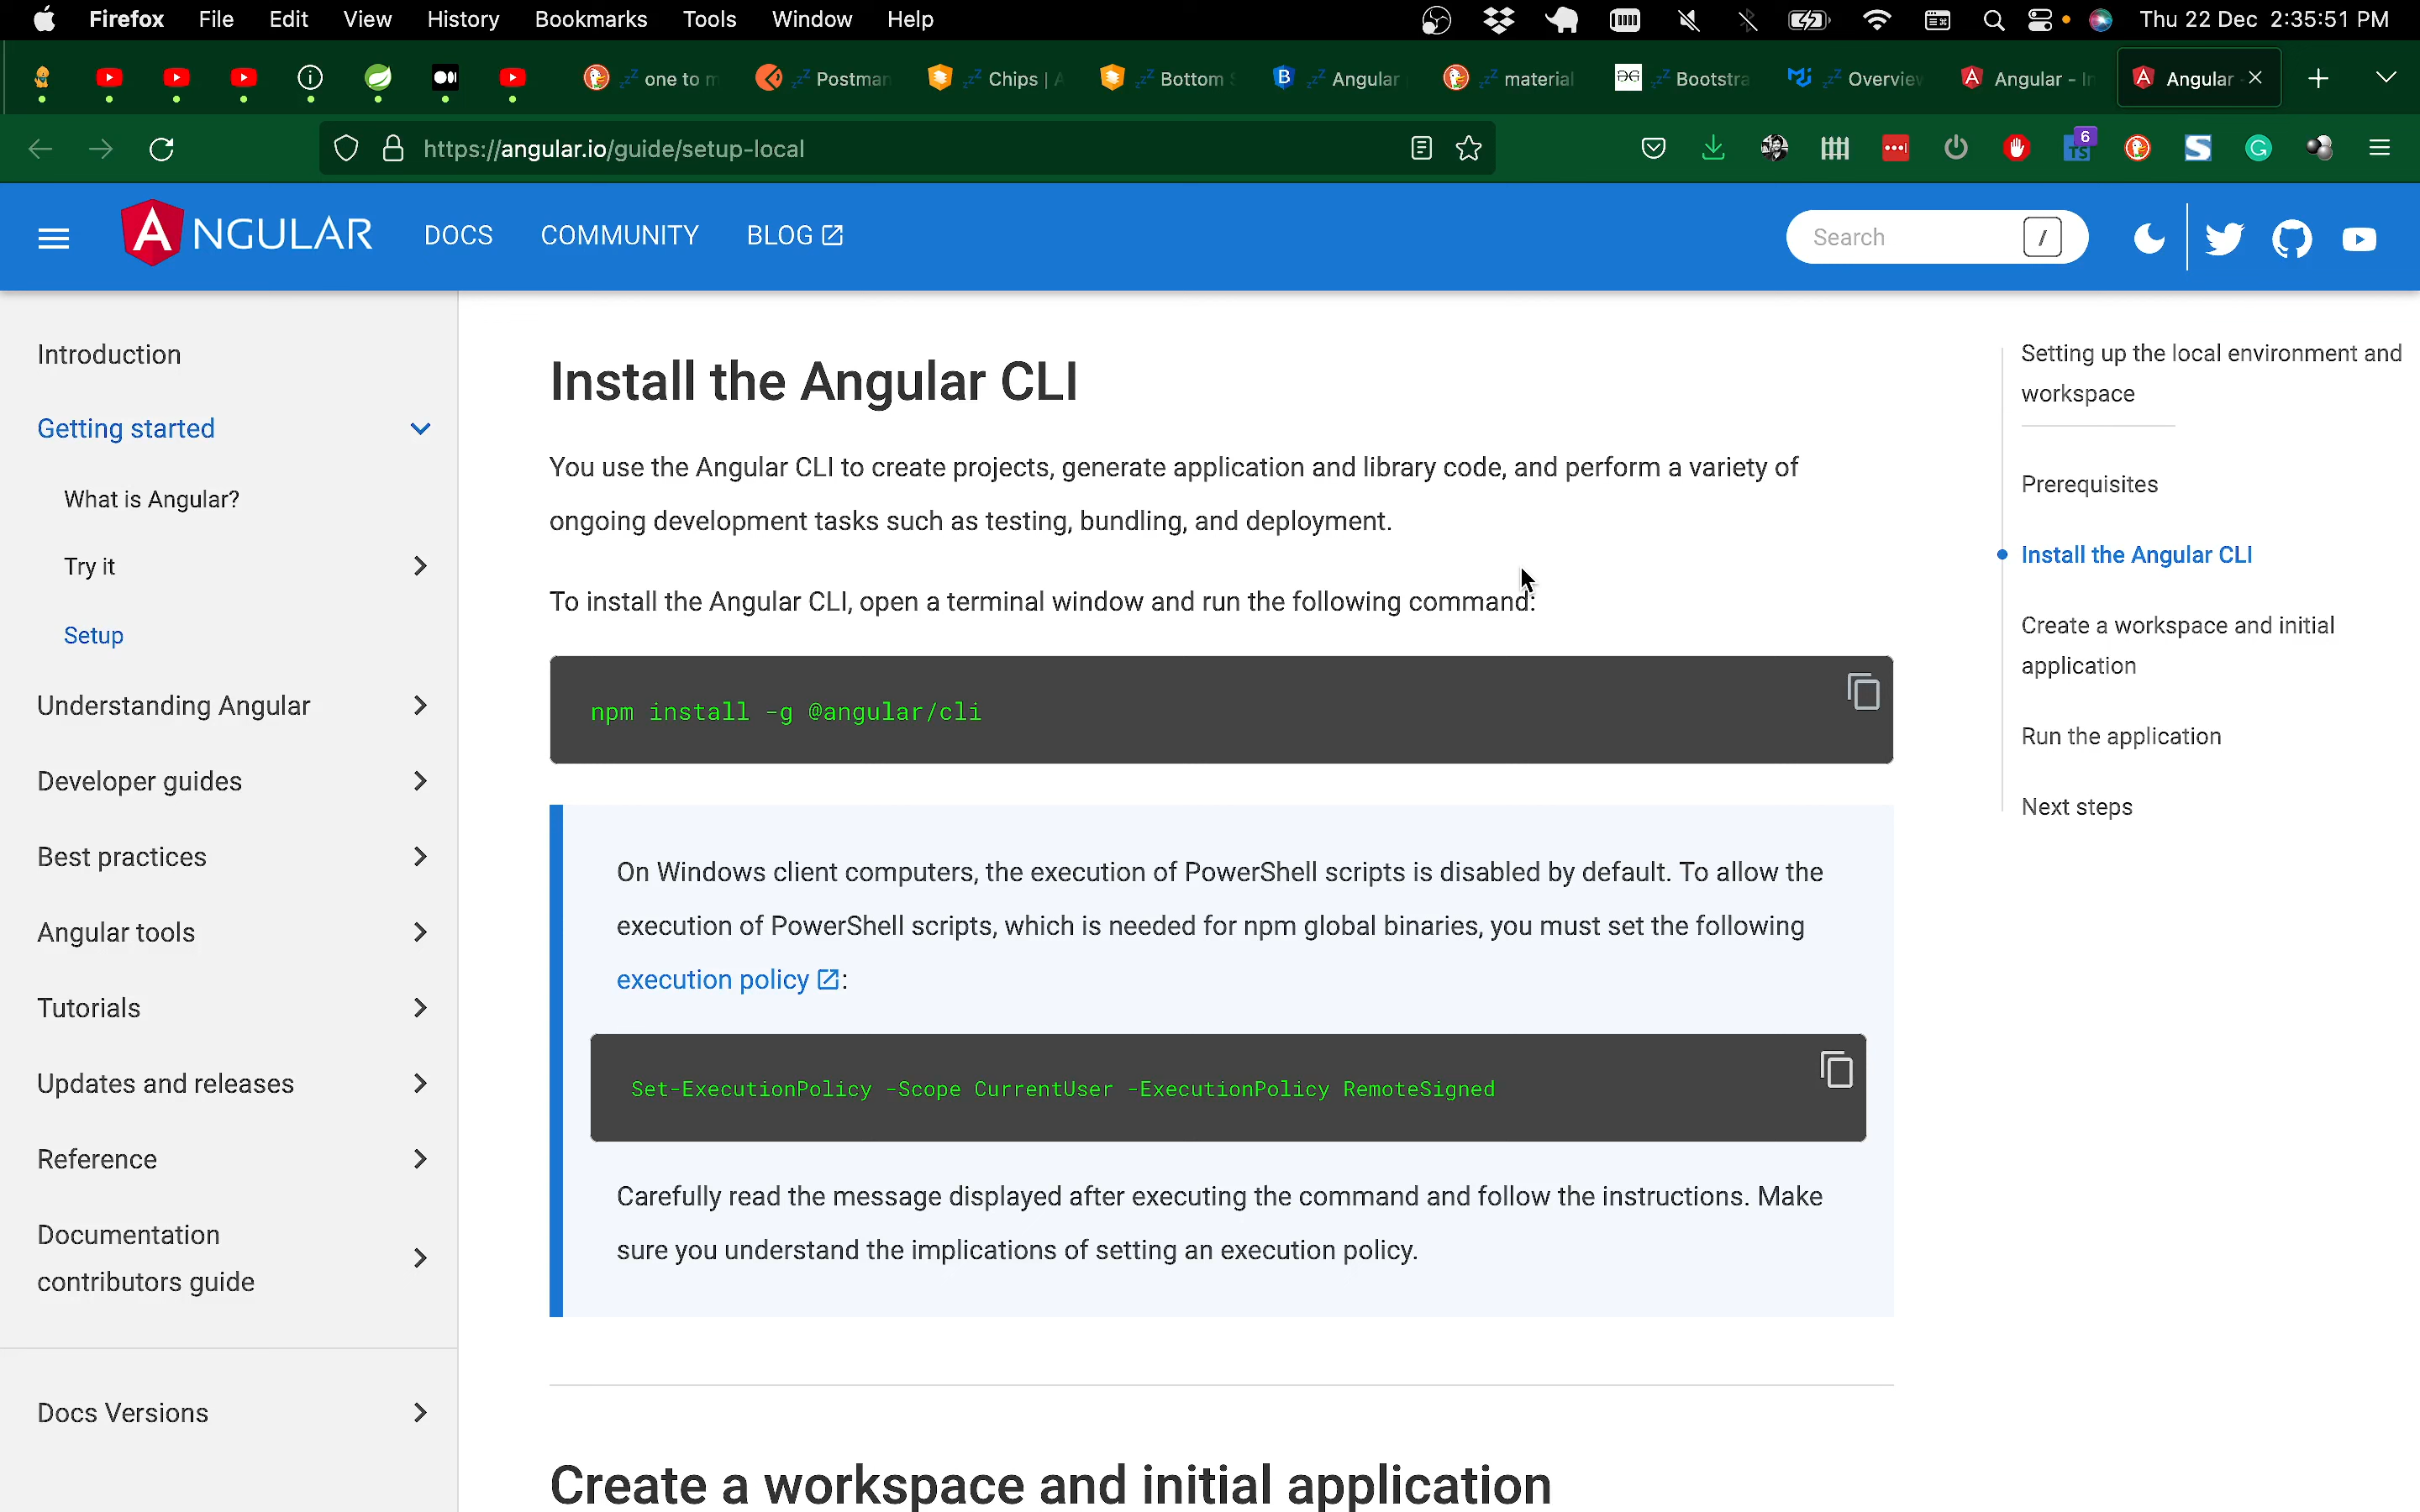 Firefox File Edit View History Bookmarks Tools Window Help Thu 22 Dec 2:35:51 PM
one to m Postman Chips | A Bottom S Angular material Bootstra Overview Angular - In Angular
https://angular.io/guide/setup-local
6
TS
ANGULAR DOCS COMMUNITY BLOG Search /
Introduction
Getting started
What is Angular?
Try it
Setup
Understanding Angular
Developer guides
Best practices
Angular tools
Tutorials
Updates and releases
Reference
Documentation
contributors guide
Docs Versions
Install the Angular CLI
You use the Angular CLI to create projects, generate application and library code, and perform a variety of
ongoing development tasks such as testing, bundling, and deployment.
To install the Angular CLI, open a terminal window and run the following command:
npm install -g @angular/cli
On Windows client computers, the execution of PowerShell scripts is disabled by default. To allow the
execution of PowerShell scripts, which is needed for npm global binaries, you must set the following
execution policy :
Set-ExecutionPolicy -Scope CurrentUser -ExecutionPolicy RemoteSigned
Carefully read the message displayed after executing the command and follow the instructions. Make
sure you understand the implications of setting an execution policy.
Create a workspace and initial application
Setting up the local environment and
workspace
Prerequisites
Install the Angular CLI
Create a workspace and initial
application
Run the application
Next steps